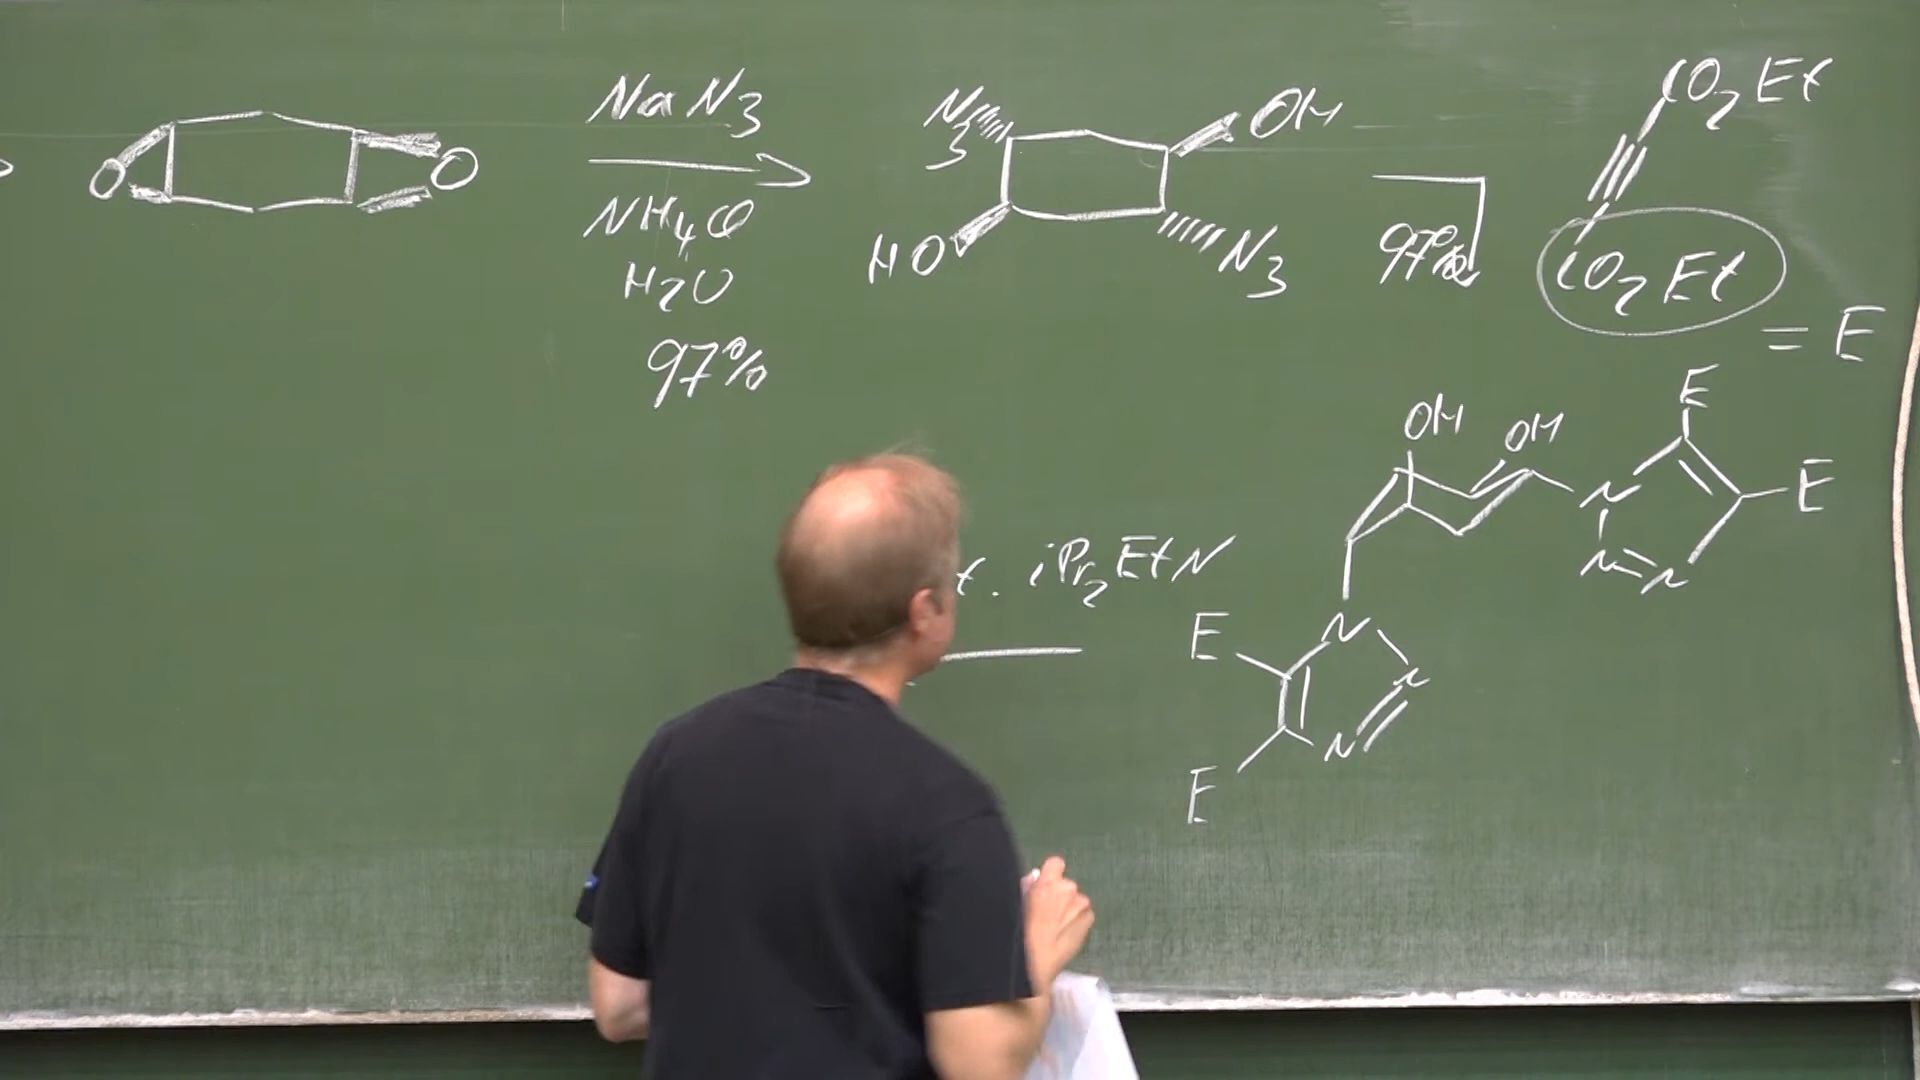 O
O
NaN3
NH4Cl
H2O
97%
N3
OH
HO
N3
97%
CO2Et
CO2Et
= E
OH
OH
E
E
N
N=N
t. iPr2EtN
E
E
N
N
N